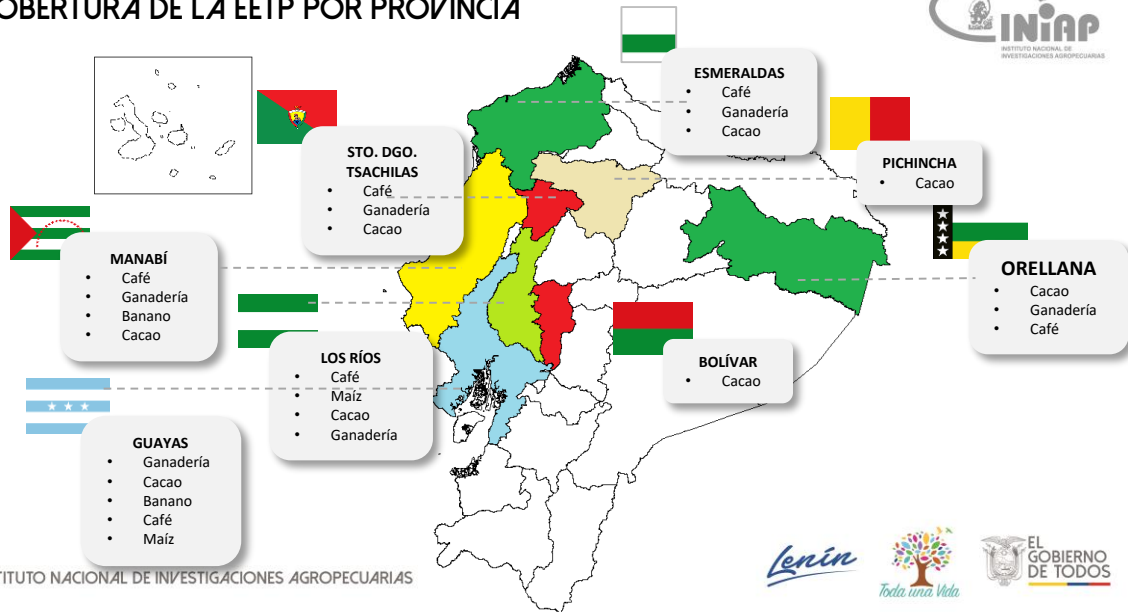 OBERTURA DE LA EETP POR PROVINCIA
INIAP
INSTITUTO NACIONAL DE
INVESTIGACIONES AGROPECUARIAS
ESMERALDAS
• Café
• Ganadería
• Cacao
STO. DGO.
TSACHILAS
• Café
• Ganadería
• Cacao
PICHINCHA
• Cacao
MANABÍ
• Café
• Ganadería
• Banano
• Cacao
ORELLANA
• Cacao
• Ganadería
• Café
LOS RÍOS
• Café
• Maíz
• Cacao
• Ganadería
BOLÍVAR
• Cacao
GUAYAS
• Ganadería
• Cacao
• Banano
• Café
• Maíz
TITUTO NACIONAL DE INVESTIGACIONES AGROPECUARIAS
Lenín
Toda una Vida
EL
GOBIERNO
DE TODOS